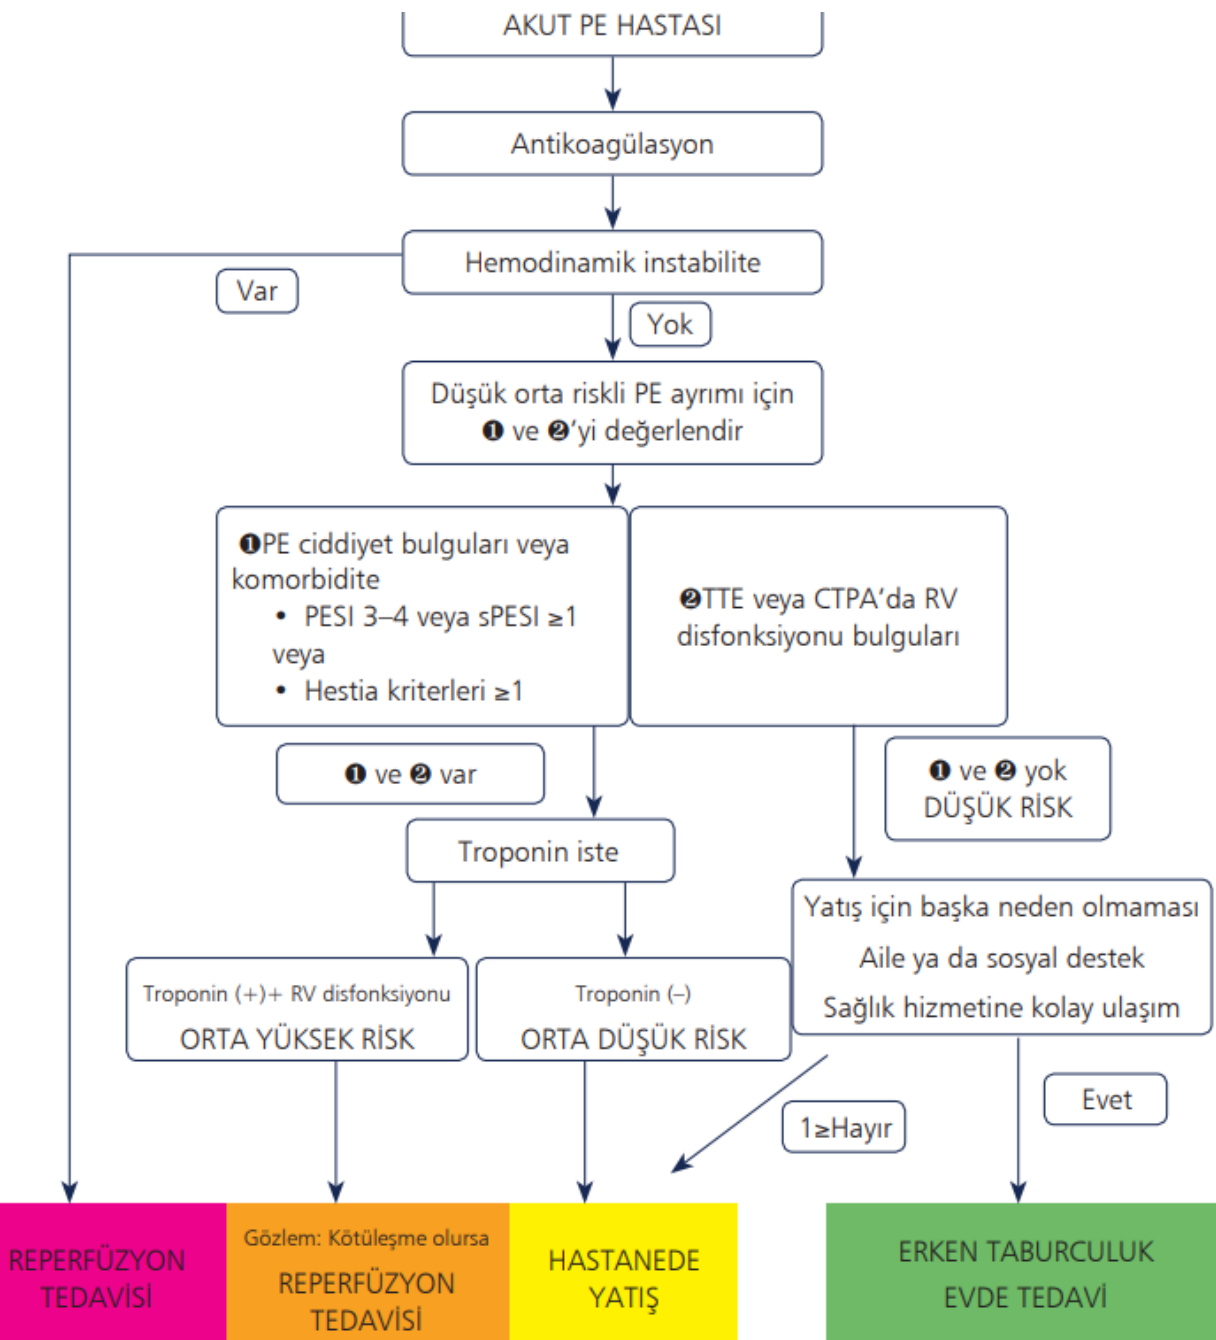 AKUT PE HASTASI
Antikoagülasyon
Hemodinamik instabilite
Var
Yok
Düşük orta riskli PE ayrımı için
❶ ve ❷'yi değerlendir
❶PE ciddiyet bulguları veya
komorbidite
• PESI 3–4 veya sPESI ≥1
veya
• Hestia kriterleri ≥1
❷TTE veya CTPA'da RV
disfonksiyonu bulguları
❶ ve ❷ var
❶ ve ❷ yok
DÜŞÜK RİSK
Troponin iste
Yatış için başka neden olmaması
Aile ya da sosyal destek
Sağlık hizmetine kolay ulaşım
Troponin (+)+ RV disfonksiyonu
ORTA YÜKSEK RİSK
Troponin (–)
ORTA DÜŞÜK RİSK
1≥Hayır
Evet
REPERFÜZYON
TEDAVİSİ
Gözlem: Kötüleşme olursa
REPERFÜZYON
TEDAVİSİ
HASTANEDE
YATIŞ
ERKEN TABURCULUK
EVDE TEDAVİ